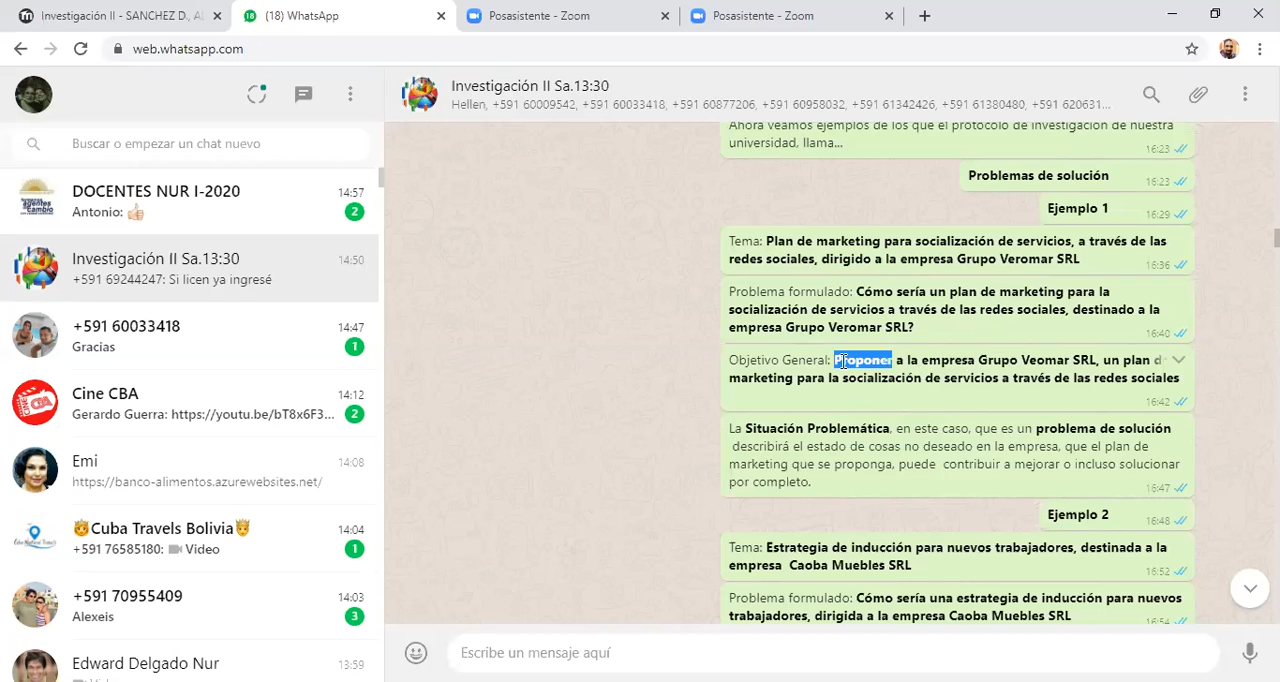 Investigación II - SANCHEZ D., AL
(18) WhatsApp
Posasistente - Zoom
Posasistente - Zoom
web.whatsapp.com
Buscar o empezar un chat nuevo
DOCENTES NUR I-2020
14:57
Antonio: 👍🏻
2
Investigación II Sa.13:30
14:50
+591 69244247: Si licen ya ingresé
+591 60033418
14:47
Gracias
1
Cine CBA
14:12
Gerardo Guerra: https://youtu.be/bT8x6F3...
2
Emi
14:08
https://banco-alimentos.azurewebsites.net/
Cuba Travels Bolivia
14:04
+591 76585180: Video
1
+591 70955409
14:03
Alexeis
3
Edward Delgado Nur
13:59
Investigación II Sa.13:30
Hellen, +591 60009542, +591 60033418, +591 60877206, +591 60958032, +591 61342426, +591 61380480, +591 620631...
Ahora veamos ejemplos de los que el protocolo de investigación de nuestra
universidad, llama...
16:23
Problemas de solución
16:23
Ejemplo 1
16:29
Tema: Plan de marketing para socialización de servicios, a través de las
redes sociales, dirigido a la empresa Grupo Veromar SRL
16:36
Problema formulado: Cómo sería un plan de marketing para la
socialización de servicios a través de las redes sociales, destinado a la
empresa Grupo Veromar SRL?
16:40
Objetivo General: Proponer a la empresa Grupo Veomar SRL, un plan d
marketing para la socialización de servicios a través de las redes sociales
16:42
La Situación Problemática, en este caso, que es un problema de solución
describirá el estado de cosas no deseado en la empresa, que el plan de
marketing que se proponga, puede contribuir a mejorar o incluso solucionar
por completo.
16:47
Ejemplo 2
16:48
Tema: Estrategia de inducción para nuevos trabajadores, destinada a la
empresa Caoba Muebles SRL
16:52
Problema formulado: Cómo sería una estrategia de inducción para nuevos
trabajadores, dirigida a la empresa Caoba Muebles SRL
16:54
Escribe un mensaje aquí